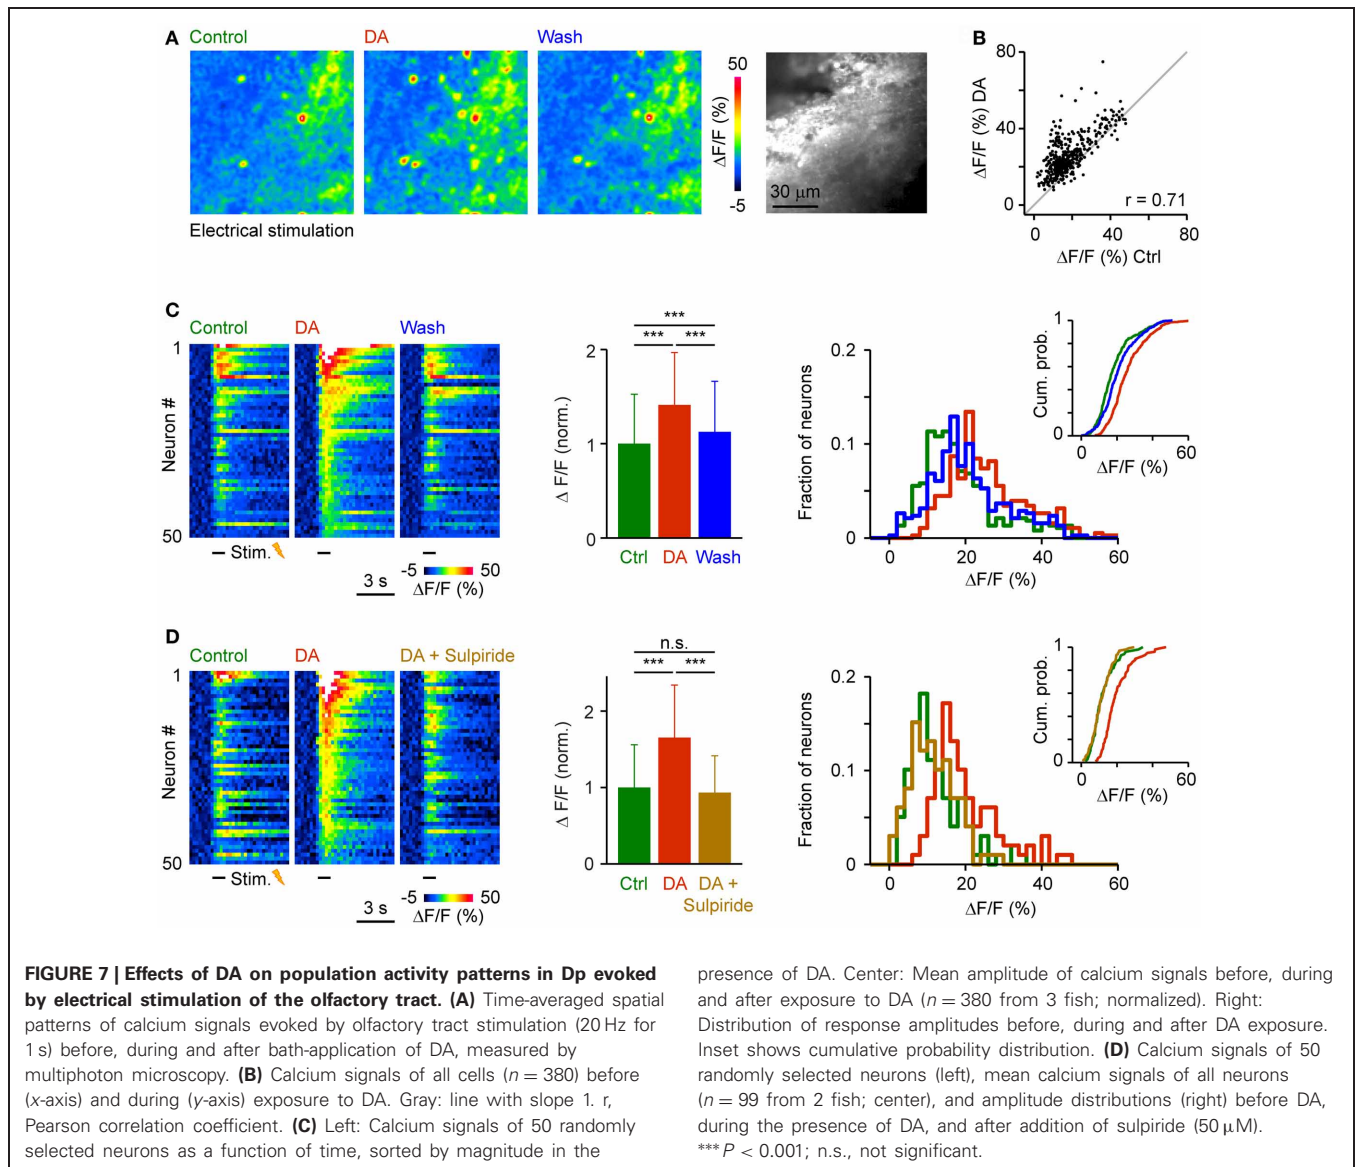 A
Control
DA
Wash
50
ΔF/F (%)
-5
30 μm
Electrical stimulation
B
80
40
0
ΔF/F (%) DA
r = 0.71
0 40 80
ΔF/F (%) Ctrl
C
Control
DA
Wash
1
Neuron #
50
Stim.
3 s
-5 50
ΔF/F (%)
***
*** ***
2
1
0
Δ F/F (norm.)
Ctrl DA Wash
0.2
0.1
0
Fraction of neurons
0 20 40 60
ΔF/F (%)
1
0
Cum. prob.
0 60
ΔF/F (%)
D
Control
DA
DA + Sulpiride
1
Neuron #
50
Stim.
3 s
-5 50
ΔF/F (%)
n.s.
*** ***
2
1
0
Δ F/F (norm.)
Ctrl DA DA +
Sulpiride
0.2
0.1
0
Fraction of neurons
0 20 40 60
ΔF/F (%)
1
0
Cum. prob.
0 60
ΔF/F (%)
FIGURE 7 | Effects of DA on population activity patterns in Dp evoked
by electrical stimulation of the olfactory tract. (A) Time-averaged spatial
patterns of calcium signals evoked by olfactory tract stimulation (20 Hz for
1 s) before, during and after bath-application of DA, measured by
multiphoton microscopy. (B) Calcium signals of all cells (n = 380) before
(x-axis) and during (y-axis) exposure to DA. Gray: line with slope 1. r,
Pearson correlation coefficient. (C) Left: Calcium signals of 50 randomly
selected neurons as a function of time, sorted by magnitude in the
presence of DA. Center: Mean amplitude of calcium signals before, during
and after exposure to DA (n = 380 from 3 fish; normalized). Right:
Distribution of response amplitudes before, during and after DA exposure.
Inset shows cumulative probability distribution. (D) Calcium signals of 50
randomly selected neurons (left), mean calcium signals of all neurons
(n = 99 from 2 fish; center), and amplitude distributions (right) before DA,
during the presence of DA, and after addition of sulpiride (50 μM).
***P < 0.001; n.s., not significant.